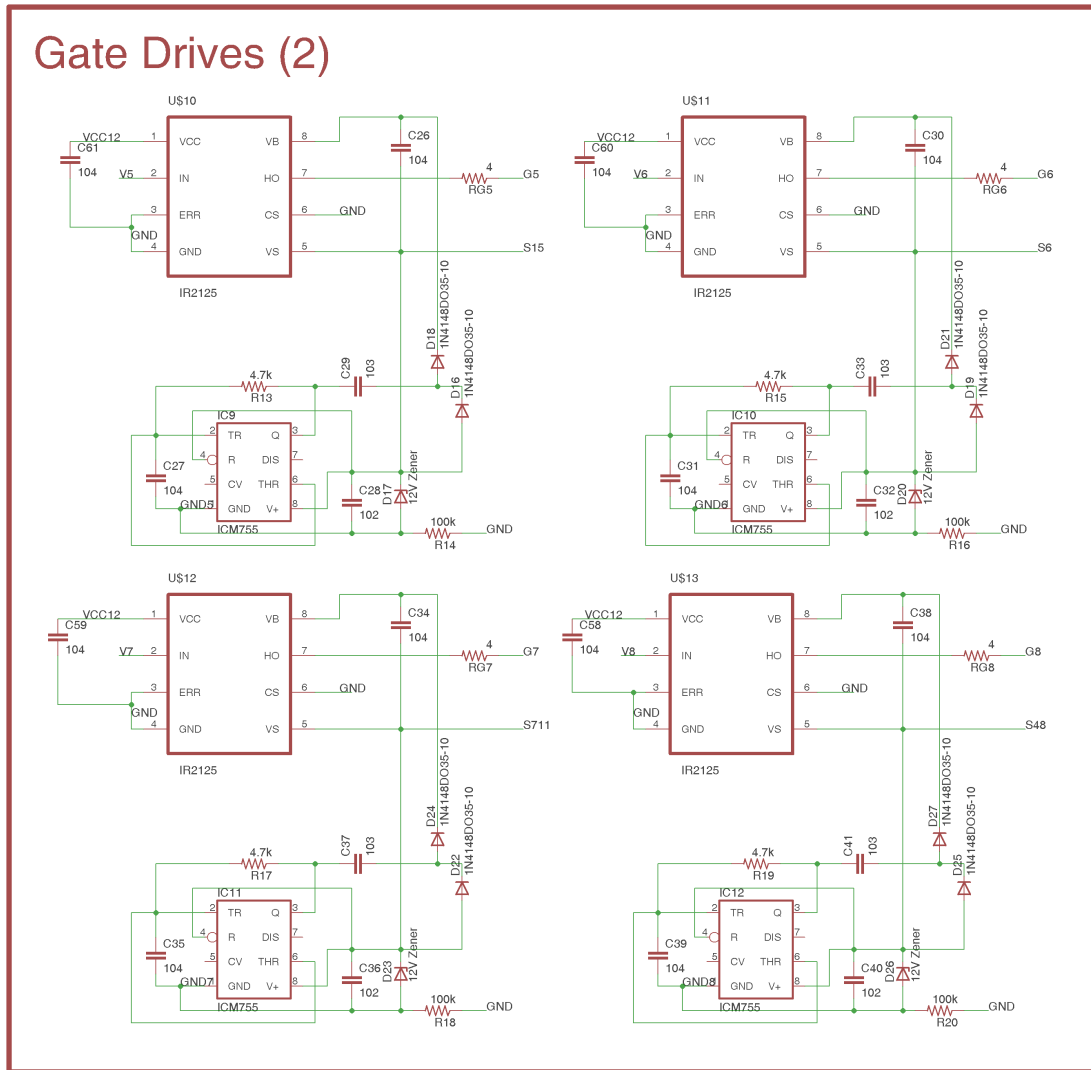 Gate Drives (2)
U$10
VCC12
C61
104
1
VCC
VB
8
C26
104
V5
2
IN
HO
7
4
RG5
G5
3
ERR
CS
6
GND
GND
4
GND
VS
5
S15
IR2125
D18
1N4148DO35-10
D16
1N4148DO35-10
4.7k
R13
C29
103
IC9
2
TR
Q
3
4
R
DIS
7
C27
104
5
CV
THR
6
GND5
1
GND
V+
8
C28
102
D17
12V Zener
ICM755
100k
R14
GND
U$11
VCC12
C60
104
1
VCC
VB
8
C30
104
V6
2
IN
HO
7
4
RG6
G6
3
ERR
CS
6
GND
GND
4
GND
VS
5
S6
IR2125
D21
1N4148DO35-10
D19
1N4148DO35-10
4.7k
R15
C33
103
IC10
2
TR
Q
3
4
R
DIS
7
C31
104
5
CV
THR
6
GND6
1
GND
V+
8
C32
102
D20
12V Zener
ICM755
100k
R16
GND
U$12
VCC12
C59
104
1
VCC
VB
8
C34
104
V7
2
IN
HO
7
4
RG7
G7
3
ERR
CS
6
GND
GND
4
GND
VS
5
S711
IR2125
D24
1N4148DO35-10
D22
1N4148DO35-10
4.7k
R17
C37
103
IC11
2
TR
Q
3
4
R
DIS
7
C35
104
5
CV
THR
6
GND7
1
GND
V+
8
C36
102
D23
12V Zener
ICM755
100k
R18
GND
U$13
VCC12
C58
104
1
VCC
VB
8
C38
104
V8
2
IN
HO
7
4
RG8
G8
3
ERR
CS
6
GND
GND
4
GND
VS
5
S48
IR2125
D27
1N4148DO35-10
D25
1N4148DO35-10
4.7k
R19
C41
103
IC12
2
TR
Q
3
4
R
DIS
7
C39
104
5
CV
THR
6
GND8
1
GND
V+
8
C40
102
D26
12V Zener
ICM755
100k
R20
GND